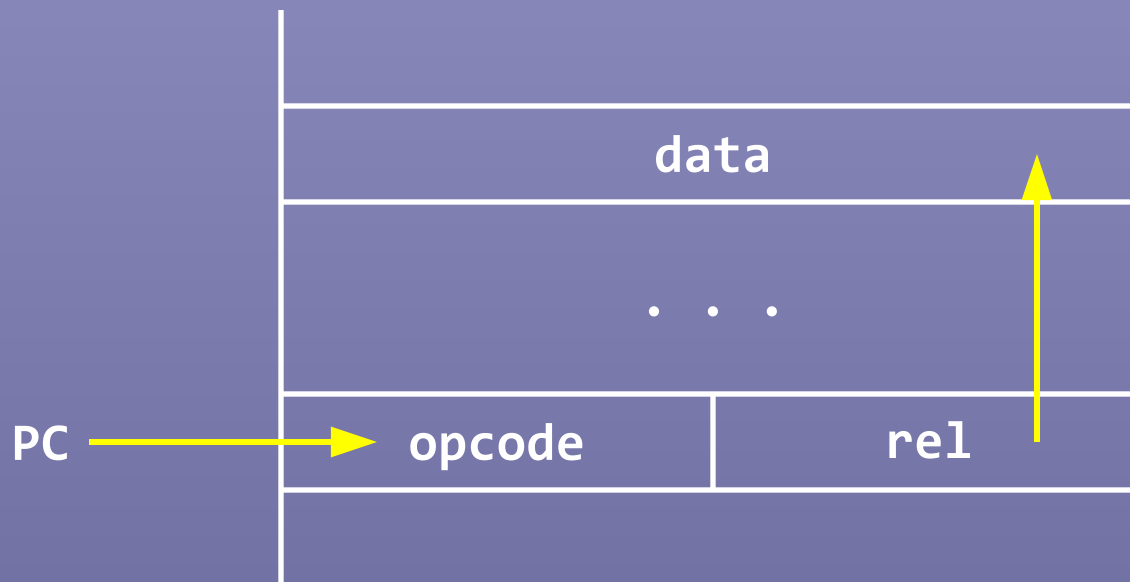 data
. . .
PC opcode rel